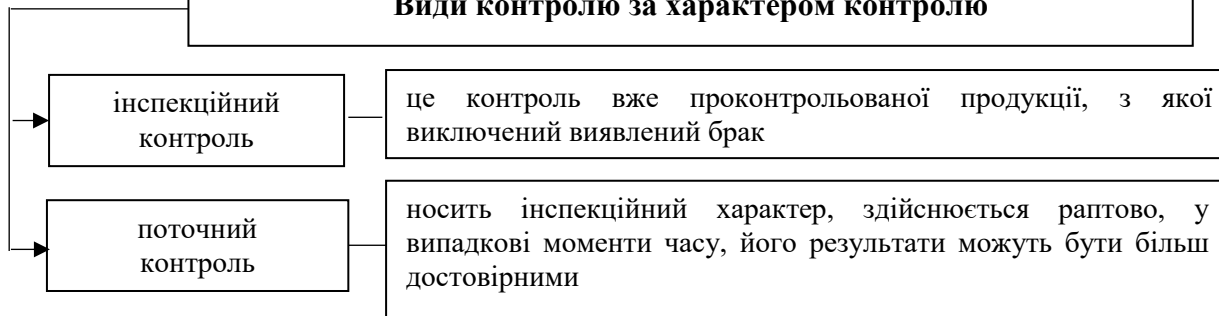 Види контролю за характером контролю
інспекційний
контроль
це контроль вже проконтрольованої продукції, з якої
виключений виявлений брак
поточний
контроль
носить інспекційний характер, здійснюється раптово, у
випадкові моменти часу, його результати можуть бути більш
достовірними